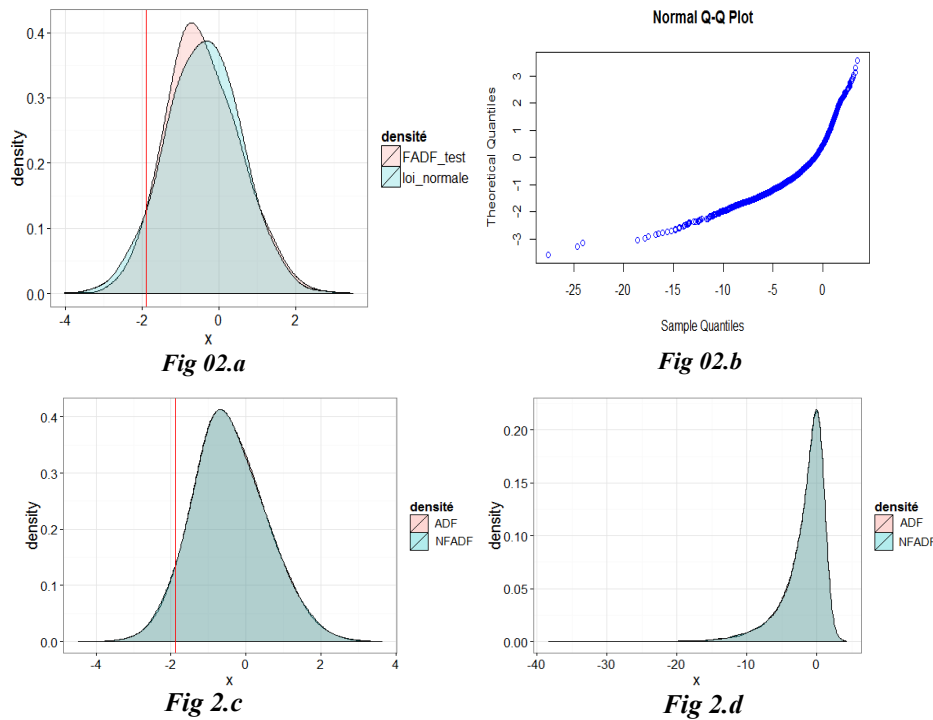 density
0.4
0.3
0.2
0.1
0.0
-4
-2
0
2
x
densité
FADF_test
loi_normale
Fig 02.a
Normal Q-Q Plot
Theoretical Quantiles
3
2
1
0
-1
-2
-3
-25
-20
-15
-10
-5
0
Sample Quantiles
Fig 02.b
density
0.4
0.3
0.2
0.1
0.0
-4
-2
0
2
4
x
densité
ADF
NFADF
Fig 2.c
density
0.20
0.15
0.10
0.05
0.00
-40
-30
-20
-10
0
x
densité
ADF
NFADF
Fig 2.d